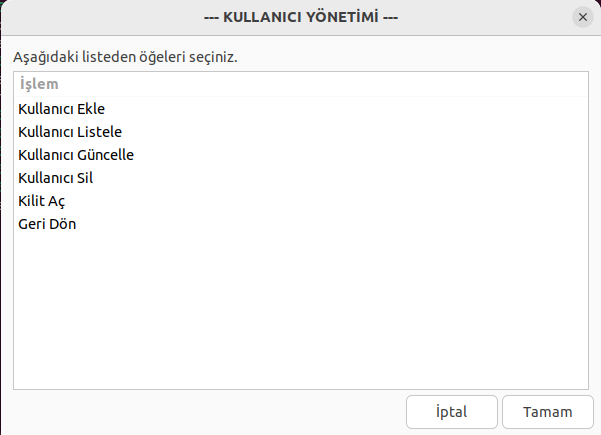 --- KULLANICI YÖNETİMİ ---
Aşağıdaki listeden öğeleri seçiniz.
İşlem
Kullanıcı Ekle
Kullanıcı Listele
Kullanıcı Güncelle
Kullanıcı Sil
Kilit Aç
Geri Dön
İptal
Tamam